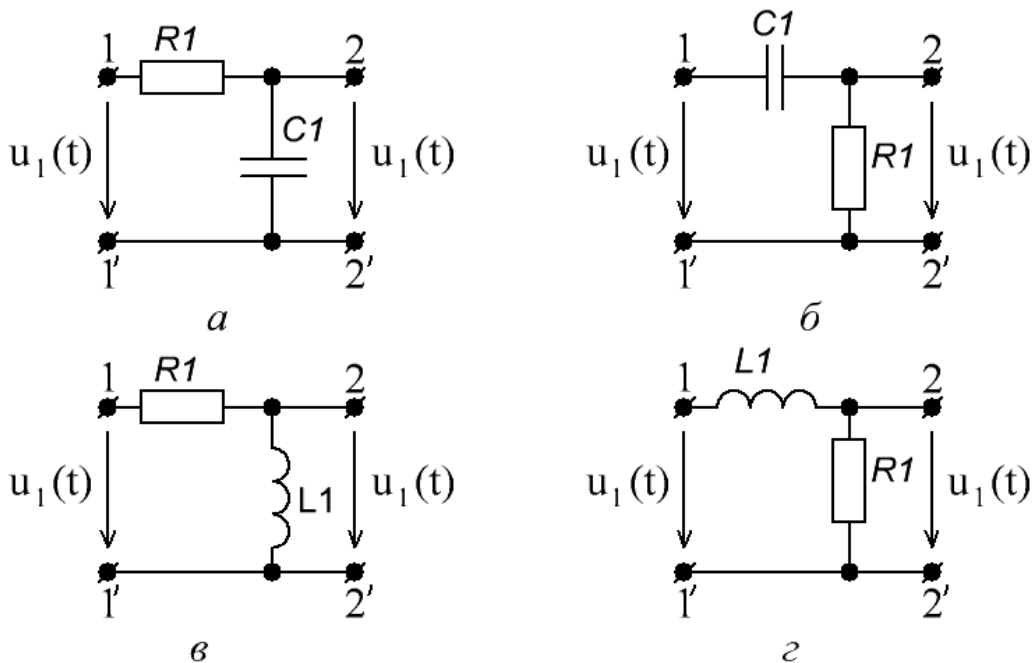 1 R1 2
u₁(t) C1 u₁(t)
1' 2'
а
1 C1 2
u₁(t) R1 u₁(t)
1' 2'
б
1 R1 2
u₁(t) L1 u₁(t)
1' 2'
в
1 L1 2
u₁(t) R1 u₁(t)
1' 2'
г